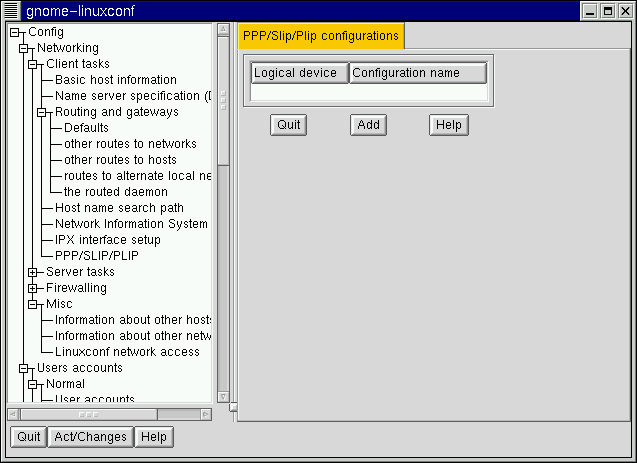 gnome-linuxconf
Config
Networking
Client tasks
Basic host information
Name server specification (D
Routing and gateways
Defaults
other routes to networks
other routes to hosts
routes to alternate local ne
the routed daemon
Host name search path
Network Information System
IPX interface setup
PPP/SLIP/PLIP
Server tasks
Firewalling
Misc
Information about other hosts
Information about other netw
Linuxconf network access
Users accounts
Normal
User accounts
Quit Act/Changes Help
PPP/Slip/Plip configurations
Logical device Configuration name
Quit Add Help